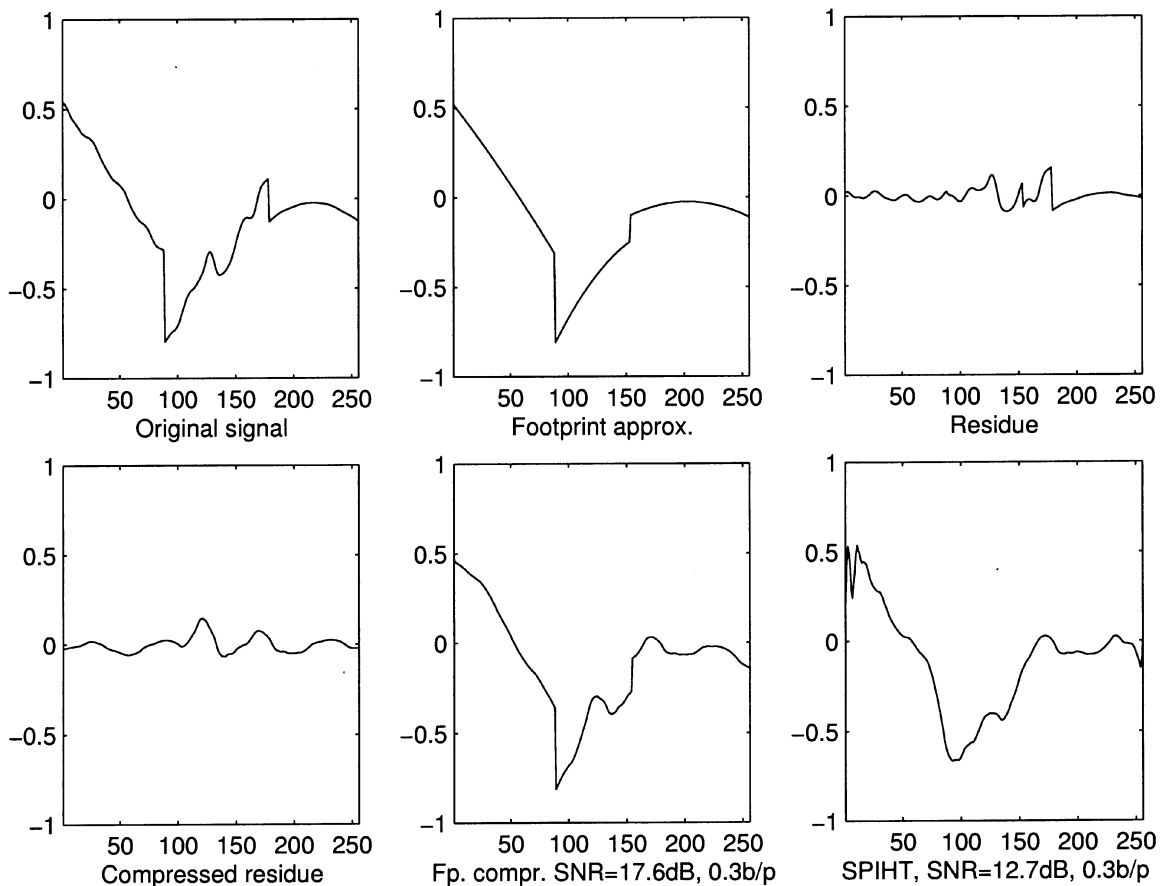 1
0.5
0
−0.5
−1
50 100 150 200 250
Original signal
1
0.5
0
−0.5
−1
50 100 150 200 250
Footprint approx.
1
0.5
0
−0.5
−1
50 100 150 200 250
Residue
1
0.5
0
−0.5
−1
50 100 150 200 250
Compressed residue
1
0.5
0
−0.5
−1
50 100 150 200 250
Fp. compr. SNR=17.6dB, 0.3b/p
1
0.5
0
−0.5
−1
50 100 150 200 250
SPIHT, SNR=12.7dB, 0.3b/p